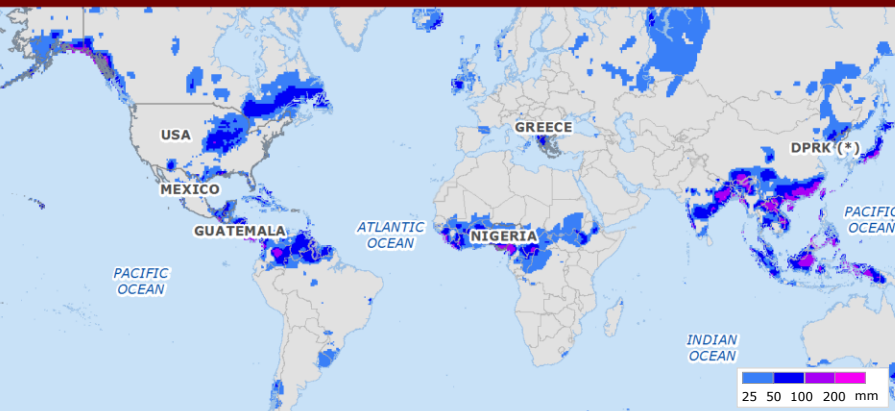 GREECE
USA
DPRK (*)
MEXICO
GUATEMALA
ATLANTIC
OCEAN
NIGERIA
PACIFIC
OCEAN
PACIFIC
OCEAN
INDIAN
OCEAN
25 50 100 200 mm